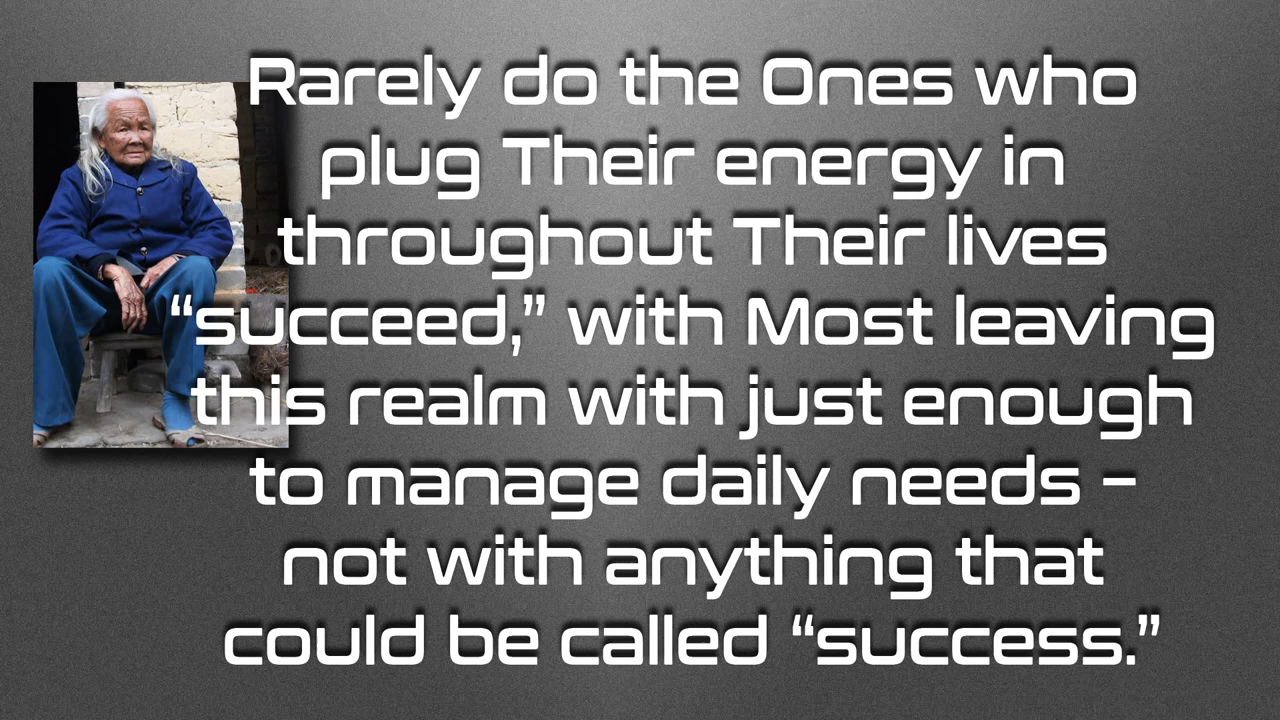 Rarely do the Ones who
plug Their energy in
throughout Their lives
“succeed,” with Most leaving
this realm with just enough
to manage daily needs –
not with anything that
could be called “success.”